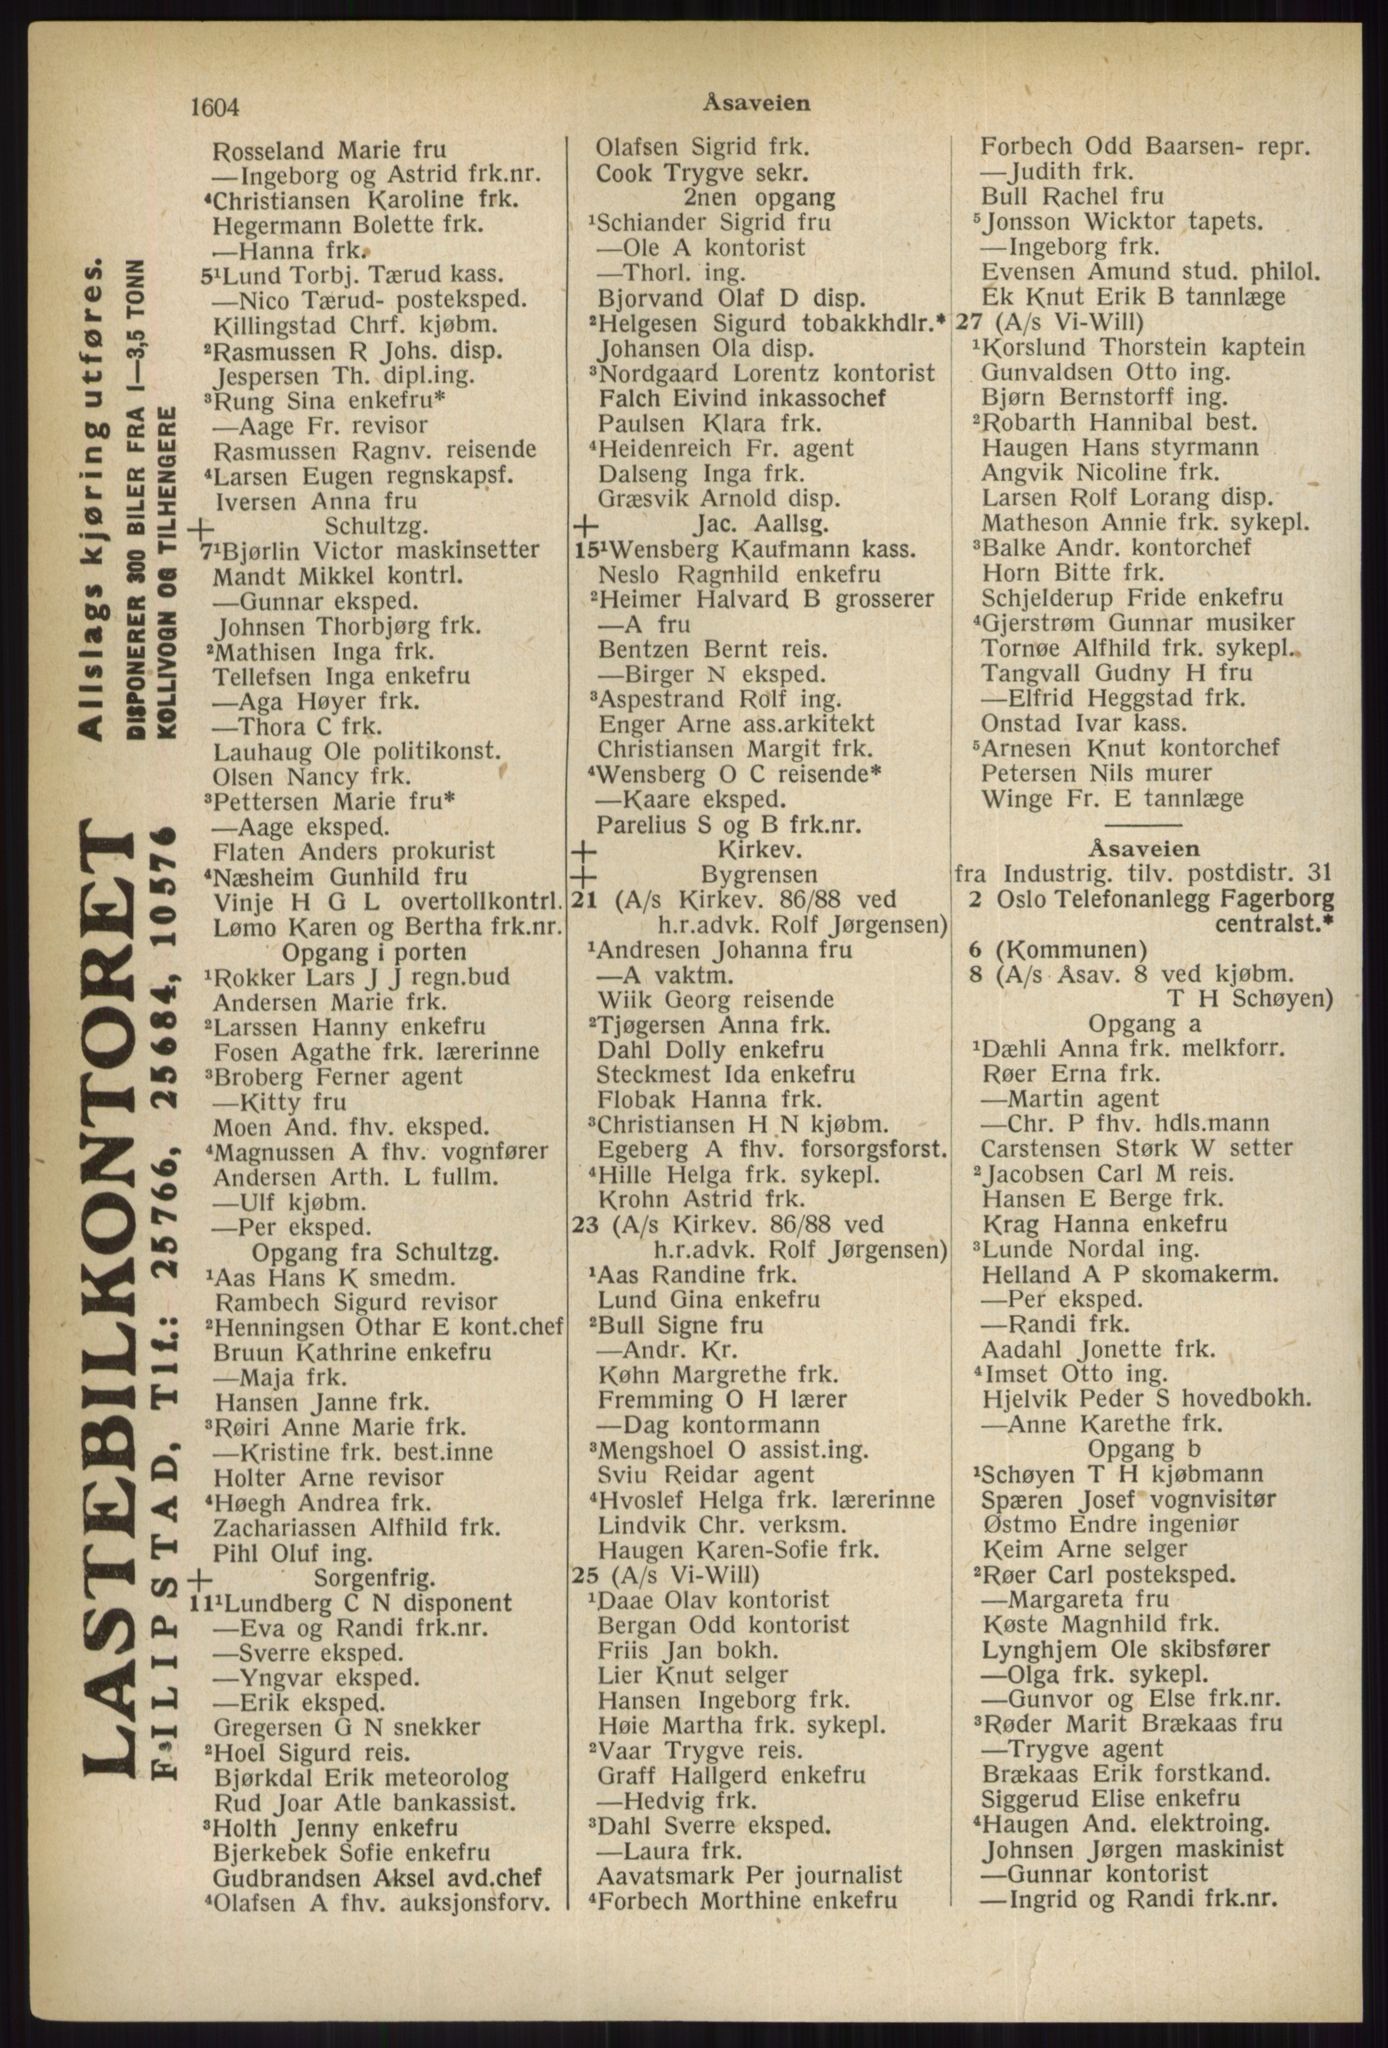 1604
Åsaveien
Allslags kjøring utføres.
DISPONERER 300 BILER FRA 1—3,5 TONN
KOLLIVOGN OG TILHENGERE
LASTEBILKONTORET
FILIPSTAD, Tlf.: 25766, 25684, 10576
Rosseland Marie fru
—Ingeborg og Astrid frk.nr.
⁴Christiansen Karoline frk.
Hegermann Bolette frk.
—Hanna frk.
5¹Lund Torbj. Tærud kass.
—Nico Tærud- posteksped.
Killingstad Chrf. kjøbm.
²Rasmussen R Johs. disp.
Jespersen Th. dipl.ing.
³Rung Sina enkefru*
—Aage Fr. revisor
Rasmussen Ragnv. reisende
⁴Larsen Eugen regnskapsf.
Iversen Anna fru
+ Schultzg.
7¹Bjørlin Victor maskinsetter
Mandt Mikkel kontrl.
—Gunnar eksped.
Johnsen Thorbjørg frk.
²Mathisen Inga frk.
Tellefsen Inga enkefru
—Aga Høyer frk.
—Thora C frk.
Lauhaug Ole politikonst.
Olsen Nancy frk.
³Pettersen Marie fru*
—Aage eksped.
Flaten Anders prokurist
⁴Næsheim Gunhild fru
Vinje H G L overtollkontrl.
Lømo Karen og Bertha frk.nr.
Opgang i porten
¹Rokker Lars J J regn.bud
Andersen Marie frk.
²Larssen Hanny enkefru
Fosen Agathe frk. lærerinne
³Broberg Ferner agent
—Kitty fru
Moen And. fhv. eksped.
⁴Magnussen A fhv. vognfører
Andersen Arth. L fullm.
—Ulf kjøbm.
—Per eksped.
Opgang fra Schultzg.
¹Aas Hans K smedm.
Rambech Sigurd revisor
²Henningsen Othar E kont.chef
Bruun Kathrine enkefru
—Maja frk.
Hansen Janne frk.
³Røiri Anne Marie frk.
—Kristine frk. best.inne
Holter Arne revisor
⁴Høegh Andrea frk.
Zachariassen Alfhild frk.
Pihl Oluf ing.
+ Sorgenfrig.
11¹Lundberg C N disponent
—Eva og Randi frk.nr.
—Sverre eksped.
—Yngvar eksped.
—Erik eksped.
Gregersen G N snekker
²Hoel Sigurd reis.
Bjørkdal Erik meteorolog
Rud Joar Atle bankassist.
³Holth Jenny enkefru
Bjerkebek Sofie enkefru
Gudbrandsen Aksel avd.chef
⁴Olafsen A fhv. auksjonsforv.
Olafsen Sigrid frk.
Cook Trygve sekr.
2nen opgang
¹Schiander Sigrid fru
—Ole A kontorist
—Thorl. ing.
Bjorvand Olaf D disp.
²Helgesen Sigurd tobakkhdlr.*
Johansen Ola disp.
³Nordgaard Lorentz kontorist
Falch Eivind inkassochef
Paulsen Klara frk.
⁴Heidenreich Fr. agent
Dalseng Inga frk.
Græsvik Arnold disp.
+ Jac. Aallsg.
15¹Wensberg Kaufmann kass.
Neslo Ragnhild enkefru
²Heimer Halvard B grosserer
—A fru
Bentzen Bernt reis.
—Birger N eksped.
³Aspestrand Rolf ing.
Enger Arne ass.arkitekt
Christiansen Margit frk.
⁴Wensberg O C reisende*
—Kaare eksped.
Parelius S og B frk.nr.
+ Kirkev.
+ Bygrensen
21 (A/s Kirkev. 86/88 ved
h.r.advk. Rolf Jørgensen)
¹Andresen Johanna fru
—A vaktm.
Wiik Georg reisende
²Tjøgersen Anna frk.
Dahl Dolly enkefru
Steckmest Ida enkefru
Flobak Hanna frk.
³Christiansen H N kjøbm.
Egeberg A fhv. forsorgsforst.
⁴Hille Helga frk. sykepl.
Krohn Astrid frk.
23 (A/s Kirkev. 86/88 ved
h.r.advk. Rolf Jørgensen)
¹Aas Randine frk.
Lund Gina enkefru
²Bull Signe fru
—Andr. Kr.
Køhn Margrethe frk.
Fremming O H lærer
—Dag kontormann
³Mengshoel O assist.ing.
Sviu Reidar agent
⁴Hvoslef Helga frk. lærerinne
Lindvik Chr. verksm.
Haugen Karen-Sofie frk.
25 (A/s Vi-Will)
¹Daae Olav kontorist
Bergan Odd kontorist
Friis Jan bokh.
Lier Knut selger
Hansen Ingeborg frk.
Høie Martha frk. sykepl.
²Vaar Trygve reis.
Graff Hallgerd enkefru
—Hedvig frk.
³Dahl Sverre eksped.
—Laura frk.
Aavatsmark Per journalist
⁴Forbech Morthine enkefru
Forbech Odd Baarsen- repr.
—Judith frk.
Bull Rachel fru
⁵Jonsson Wicktor tapets.
—Ingeborg frk.
Evensen Amund stud. philol.
Ek Knut Erik B tannlæge
27 (A/s Vi-Will)
¹Korslund Thorstein kaptein
Gunvaldsen Otto ing.
Bjørn Bernstorff ing.
²Robarth Hannibal best.
Haugen Hans styrmann
Angvik Nicoline frk.
Larsen Rolf Lorang disp.
Matheson Annie frk. sykepl.
³Balke Andr. kontorchef
Horn Bitte frk.
Schjelderup Fride enkefru
⁴Gjerstrøm Gunnar musiker
Tornøe Alfhild frk. sykepl.
Tangvall Gudny H fru
—Elfrid Heggstad frk.
Onstad Ivar kass.
⁵Arnesen Knut kontorchef
Petersen Nils murer
Winge Fr. E tannlæge
Åsaveien
fra Industrig. tilv. postdistr. 31
2 Oslo Telefonanlegg Fagerborg
centralst.*
6 (Kommunen)
8 (A/s Åsav. 8 ved kjøbm.
T H Schøyen)
Opgang a
¹Dæhli Anna frk. melkforr.
Røer Erna frk.
—Martin agent
—Chr. P fhv. hdls.mann
Carstensen Størk W setter
²Jacobsen Carl M reis.
Hansen E Berge frk.
Krag Hanna enkefru
³Lunde Nordal ing.
Helland A P skomakerm.
—Per eksped.
—Randi frk.
Aadahl Jonette frk.
⁴Imset Otto ing.
Hjelvik Peder S hovedbokh.
—Anne Karethe frk.
Opgang b
¹Schøyen T H kjøbmann
Spæren Josef vognvisitør
Østmo Endre ingeniør
Keim Arne selger
²Røer Carl posteksped.
—Margareta fru
Køste Magnhild frk.
Lynghjem Ole skibsfører
—Olga frk. sykepl.
—Gunvor og Else frk.nr.
³Røder Marit Brækaas fru
—Trygve agent
Brækaas Erik forstkand.
Siggerud Elise enkefru
⁴Haugen And. elektroing.
Johnsen Jørgen maskinist
—Gunnar kontorist
—Ingrid og Randi frk.nr.